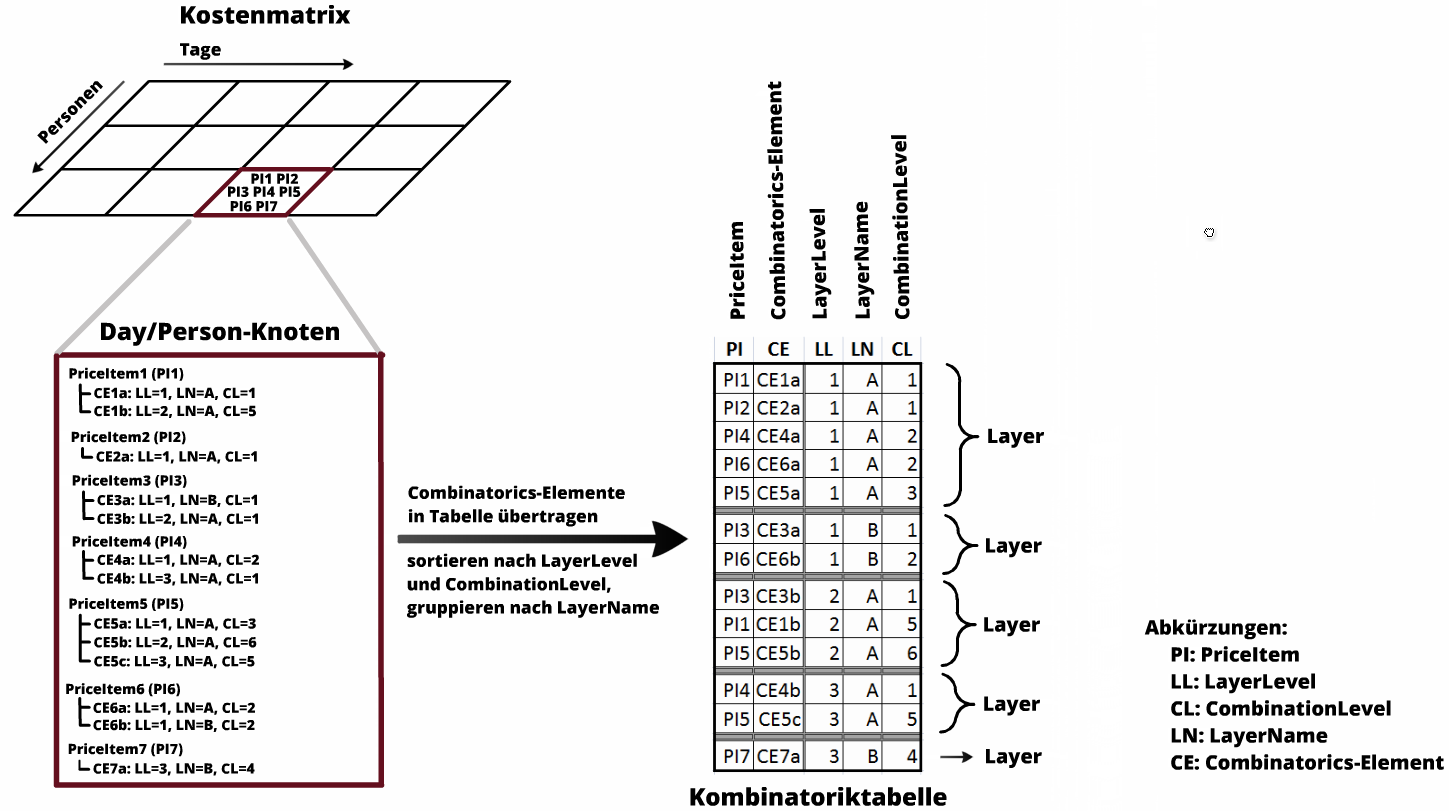 Kostenmatrix
Tage
Personen
PI1 PI2
PI3 PI4 PI5
PI6 PI7
Day/Person-Knoten
PriceItem1 (PI1)
CE1a: LL=1, LN=A, CL=1
CE1b: LL=2, LN=A, CL=5
PriceItem2 (PI2)
CE2a: LL=1, LN=A, CL=1
PriceItem3 (PI3)
CE3a: LL=1, LN=B, CL=1
CE3b: LL=2, LN=A, CL=1
PriceItem4 (PI4)
CE4a: LL=1, LN=A, CL=2
CE4b: LL=3, LN=A, CL=1
PriceItem5 (PI5)
CE5a: LL=1, LN=A, CL=3
CE5b: LL=2, LN=A, CL=6
CE5c: LL=3, LN=A, CL=5
PriceItem6 (PI6)
CE6a: LL=1, LN=A, CL=2
CE6b: LL=1, LN=B, CL=2
PriceItem7 (PI7)
CE7a: LL=3, LN=B, CL=4
Combinatorics-Elemente
in Tabelle übertragen
sortieren nach LayerLevel
und CombinationLevel,
gruppieren nach LayerName
PriceItem
Combinatorics-Element
LayerLevel
LayerName
CombinationLevel
PI CE LL LN CL
PI1 CE1a 1 A 1
PI2 CE2a 1 A 1
PI4 CE4a 1 A 2
PI6 CE6a 1 A 2
PI5 CE5a 1 A 3
Layer
PI3 CE3a 1 B 1
PI6 CE6b 1 B 2
Layer
PI3 CE3b 2 A 1
PI1 CE1b 2 A 5
PI5 CE5b 2 A 6
Layer
PI4 CE4b 3 A 1
PI5 CE5c 3 A 5
Layer
PI7 CE7a 3 B 4
Layer
Kombinatoriktabelle
Abkürzungen:
PI: PriceItem
LL: LayerLevel
CL: CombinationLevel
LN: LayerName
CE: Combinatorics-Element